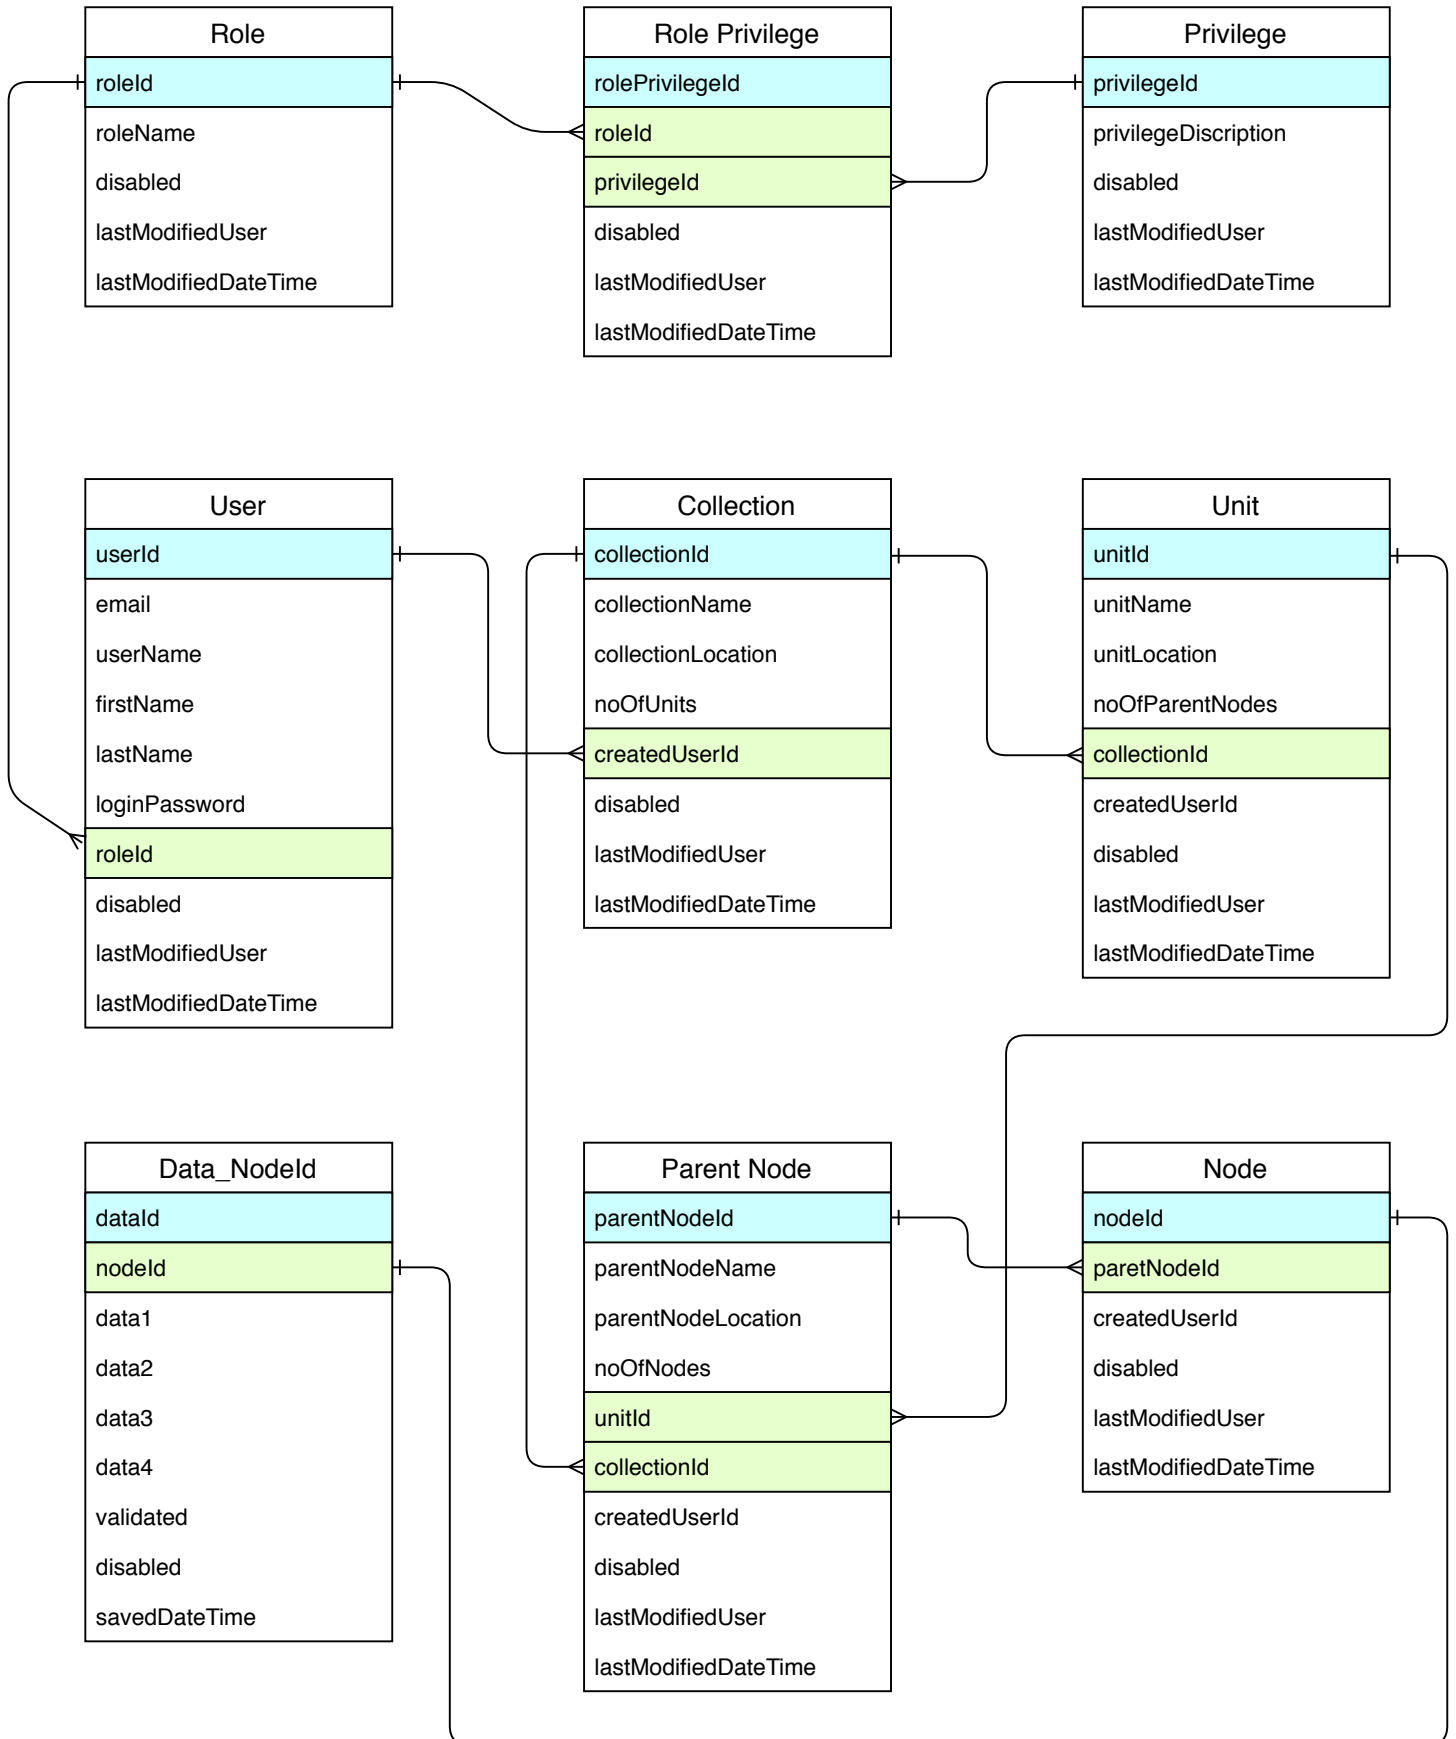 Role
roleId
roleName
disabled
lastModifiedUser
lastModifiedDateTime
Role Privilege
rolePrivilegeId
roleId
privilegeId
disabled
lastModifiedUser
lastModifiedDateTime
Privilege
privilegeId
privilegeDiscription
disabled
lastModifiedUser
lastModifiedDateTime
User
userId
email
userName
firstName
lastName
loginPassword
roleId
disabled
lastModifiedUser
lastModifiedDateTime
Collection
collectionId
collectionName
collectionLocation
noOfUnits
createdUserId
disabled
lastModifiedUser
lastModifiedDateTime
Unit
unitId
unitName
unitLocation
noOfParentNodes
collectionId
createdUserId
disabled
lastModifiedUser
lastModifiedDateTime
Data_NodeId
dataId
nodeId
data1
data2
data3
data4
validated
disabled
savedDateTime
Parent Node
parentNodeId
parentNodeName
parentNodeLocation
noOfNodes
unitId
collectionId
createdUserId
disabled
lastModifiedUser
lastModifiedDateTime
Node
nodeId
paretNodeId
createdUserId
disabled
lastModifiedUser
lastModifiedDateTime